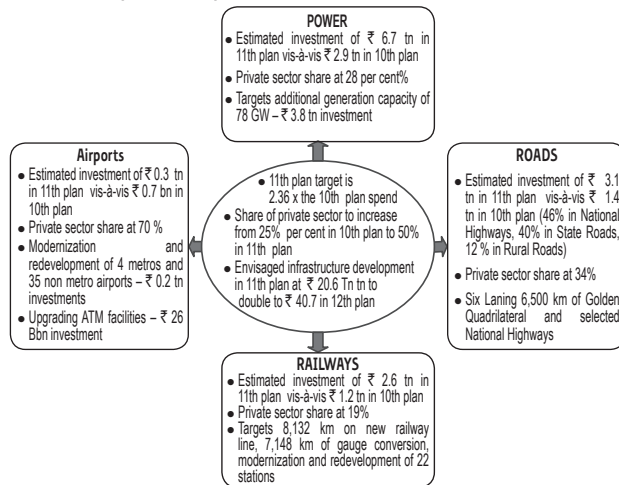 POWER
● Estimated investment of ₹ 6.7 tn in
11th plan vis-à-vis ₹ 2.9 tn in 10th plan
● Private sector share at 28 per cent%
● Targets additional generation capacity of
78 GW – ₹ 3.8 tn investment
Airports
● Estimated investment of ₹ 0.3 tn
in 11th plan vis-à-vis ₹ 0.7 bn in
10th plan
● Private sector share at 70 %
● Modernization and
redevelopment of 4 metros and
35 non metro airports – ₹ 0.2 tn
investments
● Upgrading ATM facilities – ₹ 26
Bbn investment
● 11th plan target is
2.36 x the 10th plan spend
● Share of private sector to increase
from 25% per cent in 10th plan to 50%
in 11th plan
● Envisaged infrastructure development
in 11th plan at ₹ 20.6 Tn tn to
double to ₹ 40.7 in 12th plan
ROADS
● Estimated investment of ₹ 3.1
tn in 11th plan vis-à-vis ₹ 1.4
tn in 10th plan (46% in National
Highways, 40% in State Roads,
12 % in Rural Roads)
● Private sector share at 34%
● Six Laning 6,500 km of Golden
Quadrilateral and selected
National Highways
RAILWAYS
● Estimated investment of ₹ 2.6 tn in
11th plan vis-à-vis ₹ 1.2 tn in 10th plan
● Private sector share at 19%
● Targets 8,132 km on new railway
line, 7,148 km of gauge conversion,
modernization and redevelopment of 22
stations